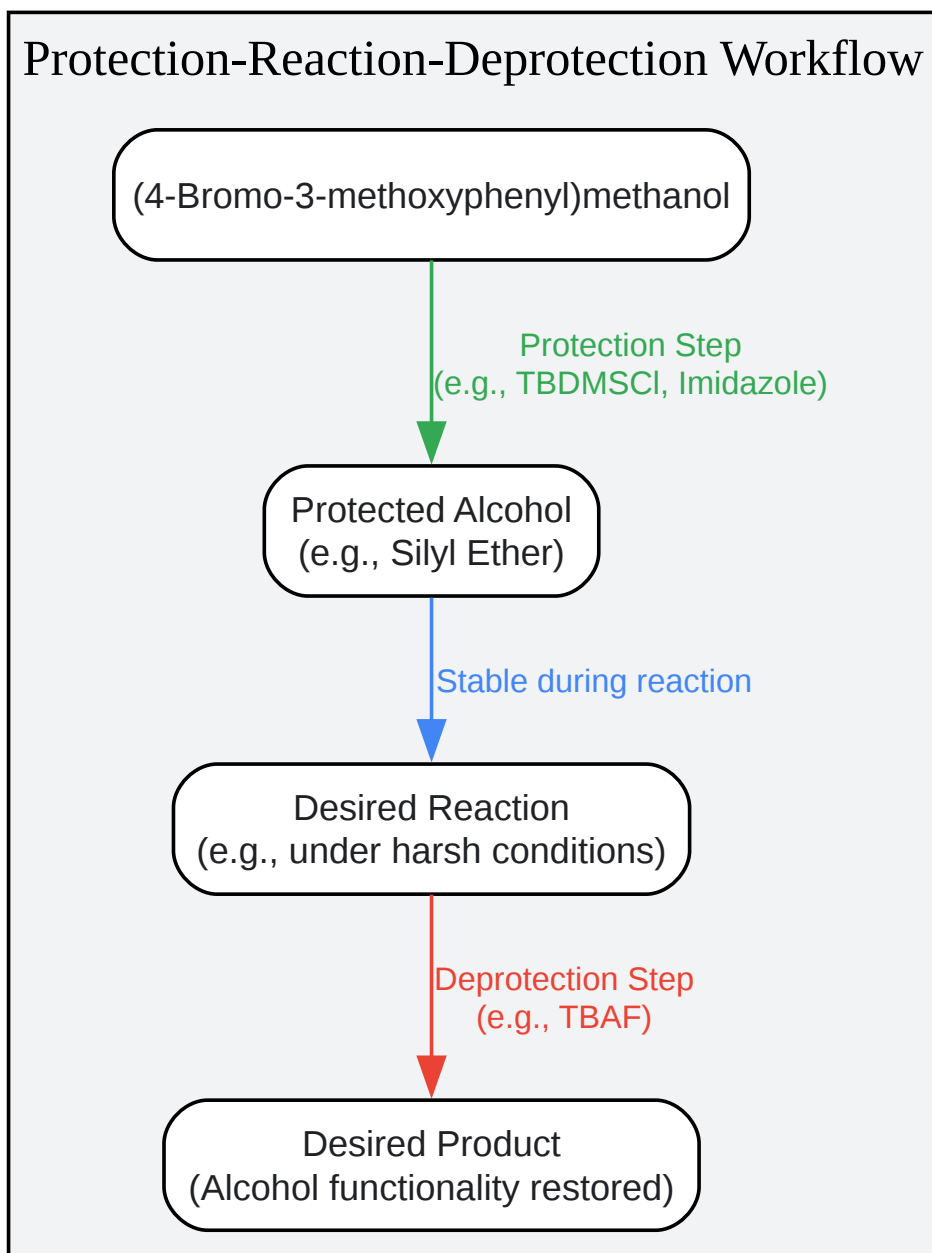 Protection-Reaction-Deprotection Workflow
(4-Bromo-3-methoxyphenyl)methanol
Protection Step
(e.g., TBDMSCl, Imidazole)
Protected Alcohol
(e.g., Silyl Ether)
Stable during reaction
Desired Reaction
(e.g., under harsh conditions)
Deprotection Step
(e.g., TBAF)
Desired Product
(Alcohol functionality restored)